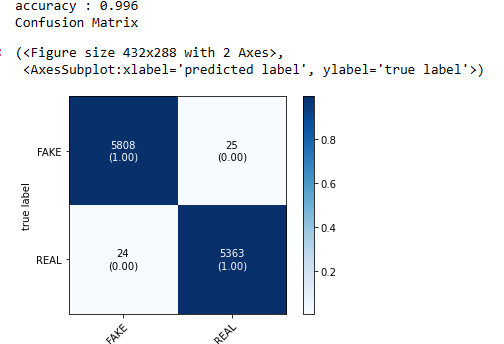 accuracy : 0.996
Confusion Matrix
(<Figure size 432x288 with 2 Axes>,
<AxesSubplot:xlabel='predicted label', ylabel='true label'>)
FAKE
5808
(1.00)
25
(0.00)
REAL
24
(0.00)
5363
(1.00)
true label
FAKE
REAL
0.8
0.6
0.4
0.2